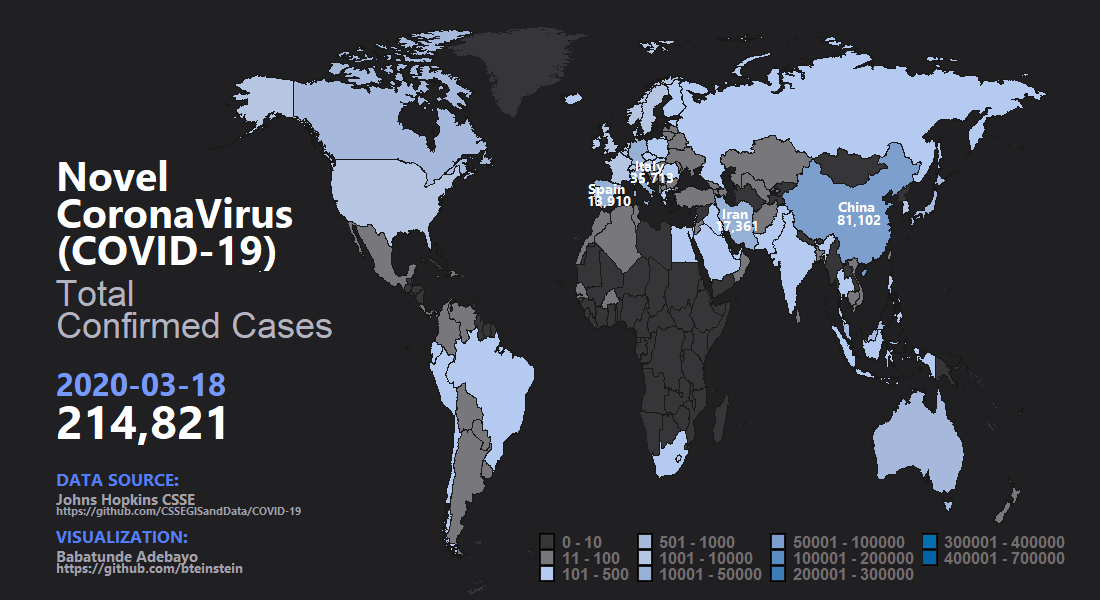 Novel
CoronaVirus
(COVID-19)
Total
Confirmed Cases
2020-03-18
214,821
DATA SOURCE:
Johns Hopkins CSSE
https://github.com/CSSEGISandData/COVID-19
VISUALIZATION:
Babatunde Adebayo
https://github.com/bteinstein
Italy
35,713
Spain
13,910
Iran
17,361
China
81,102
0 - 10
11 - 100
101 - 500
501 - 1000
1001 - 10000
10001 - 50000
50001 - 100000
100001 - 200000
200001 - 300000
300001 - 400000
400001 - 700000